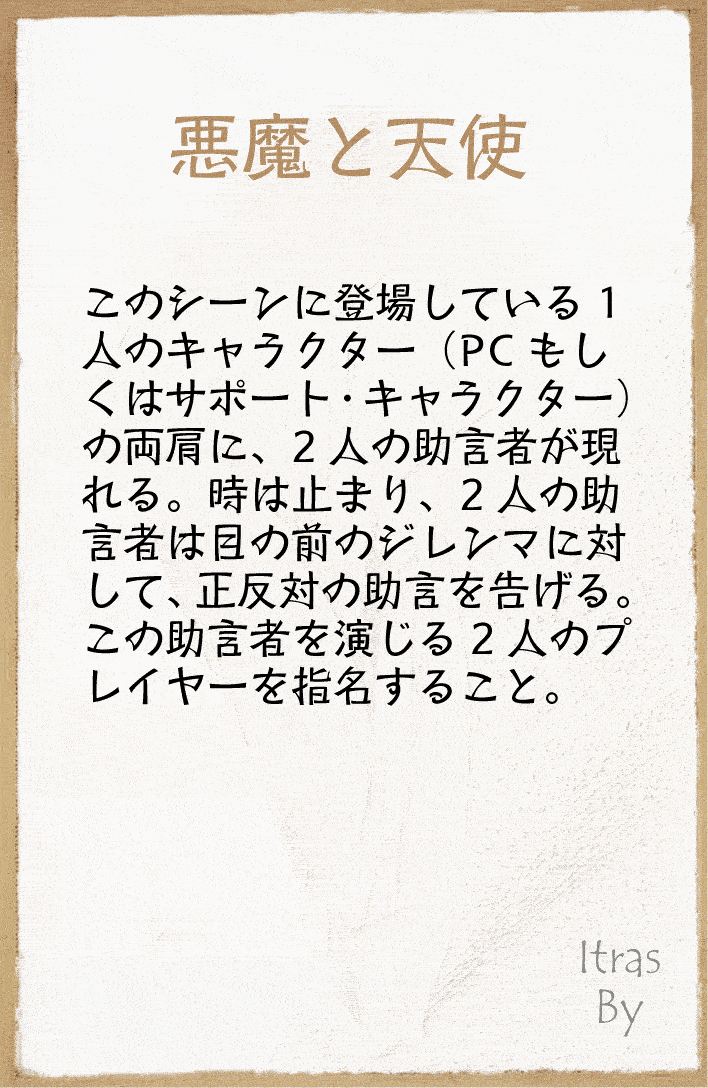 悪魔と天使
このシーンに登場している 1
人のキャラクター（PC もし
くはサポート・キャラクター）
の両肩に、2 人の助言者が現
れる。時は止まり、2 人の助
言者は目の前のジレンマに対
して、正反対の助言を告げる。
この助言者を演じる 2 人のプ
レイヤーを指名すること。
Itras
By